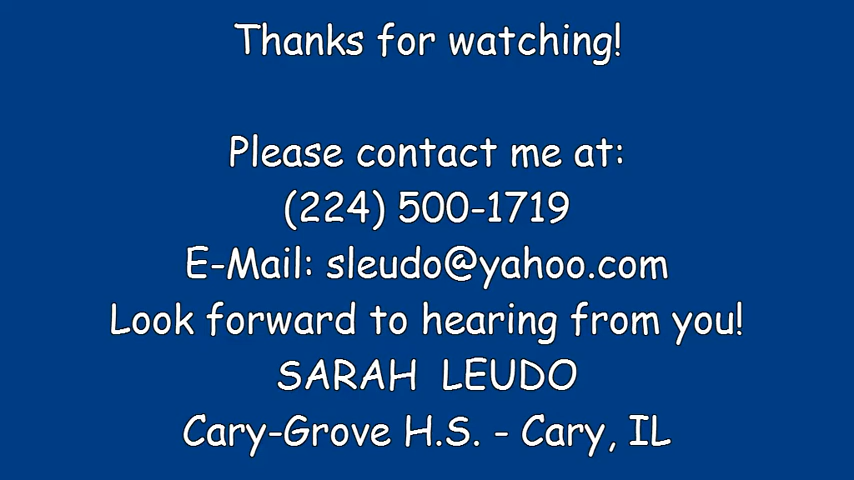 Thanks for watching!
Please contact me at:
(224) 500-1719
E-Mail: sleudo@yahoo.com
Look forward to hearing from you!
SARAH LEUDO
Cary-Grove H.S. - Cary, IL